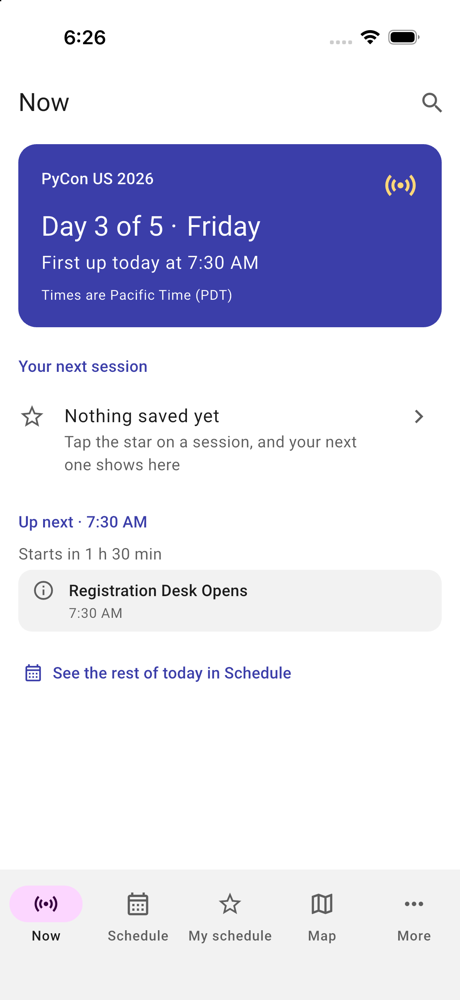 6:26
Now
PyCon US 2026
Day 3 of 5 · Friday
First up today at 7:30 AM
Times are Pacific Time (PDT)
Your next session
Nothing saved yet
Tap the star on a session, and your next
one shows here
Up next · 7:30 AM
Starts in 1 h 30 min
Registration Desk Opens
7:30 AM
See the rest of today in Schedule
Now
Schedule
My schedule
Map
More